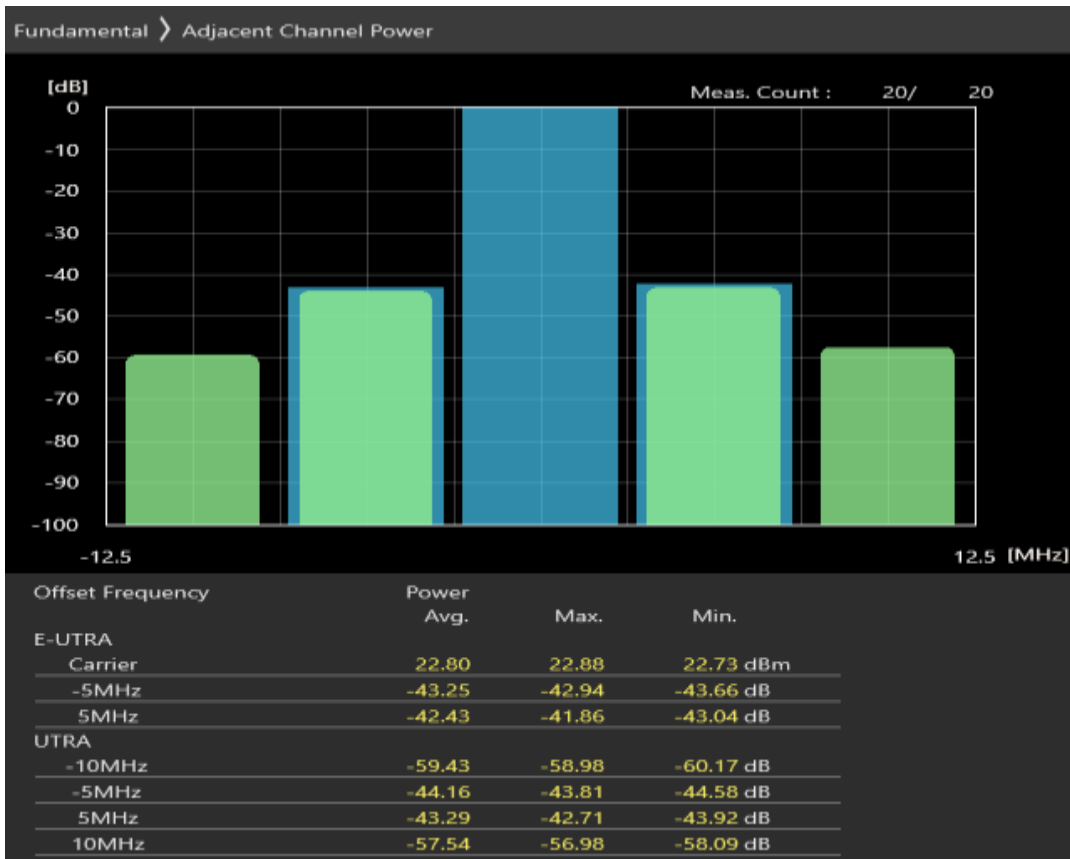 Fundamental 〉 Adjacent Channel Power
[dB]
Meas. Count : 20/ 20
0
-10
-20
-30
-40
-50
-60
-70
-80
-90
-100
-12.5 12.5 [MHz]
Offset Frequency Power
Avg. Max. Min.
E-UTRA
Carrier 22.80 22.88 22.73 dBm
-5MHz -43.25 -42.94 -43.66 dB
5MHz -42.43 -41.86 -43.04 dB
UTRA
-10MHz -59.43 -58.98 -60.17 dB
-5MHz -44.16 -43.81 -44.58 dB
5MHz -43.29 -42.71 -43.92 dB
10MHz -57.54 -56.98 -58.09 dB